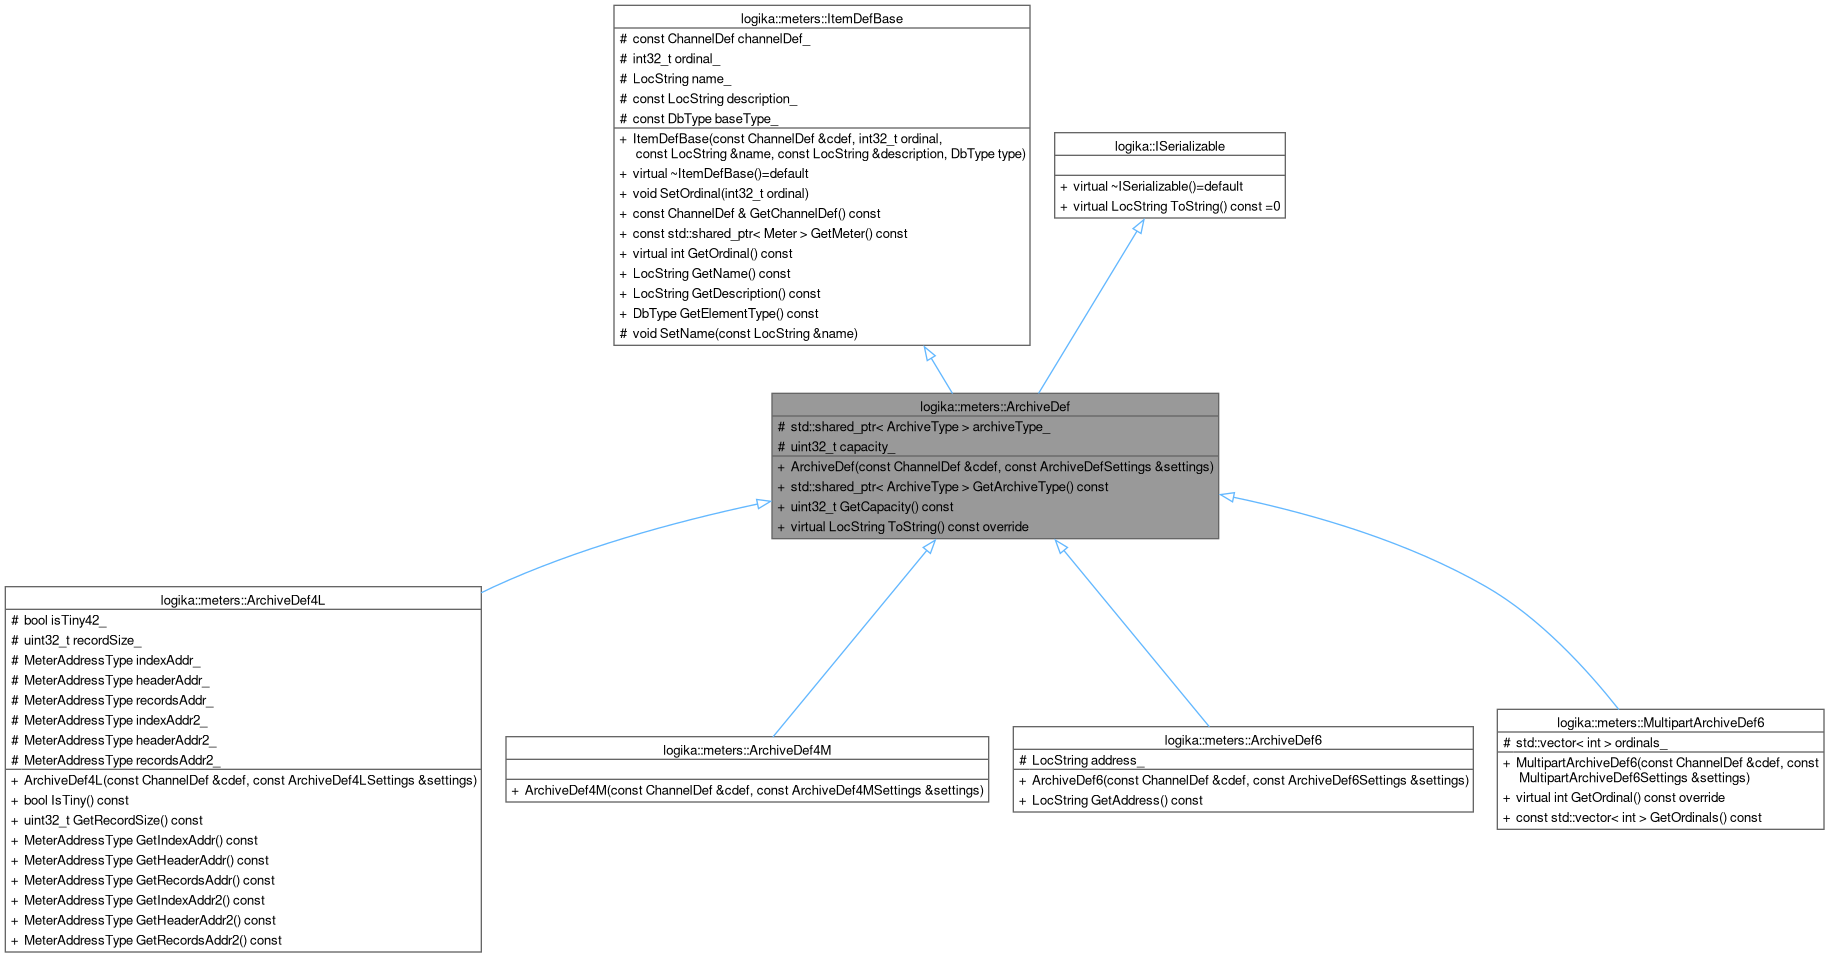 logika::meters::ItemDefBase
# const ChannelDef channelDef_
# int32_t ordinal_
# LocString name_
# const LocString description_
# const DbType baseType_
+ ItemDefBase(const ChannelDef &cdef, int32_t ordinal,
const LocString &name, const LocString &description, DbType type)
+ virtual ~ItemDefBase()=default
+ void SetOrdinal(int32_t ordinal)
+ const ChannelDef & GetChannelDef() const
+ const std::shared_ptr< Meter > GetMeter() const
+ virtual int GetOrdinal() const
+ LocString GetName() const
+ LocString GetDescription() const
+ DbType GetElementType() const
# void SetName(const LocString &name)
logika::ISerializable
+ virtual ~ISerializable()=default
+ virtual LocString ToString() const =0
logika::meters::ArchiveDef
# std::shared_ptr< ArchiveType > archiveType_
# uint32_t capacity_
+ ArchiveDef(const ChannelDef &cdef, const ArchiveDefSettings &settings)
+ std::shared_ptr< ArchiveType > GetArchiveType() const
+ uint32_t GetCapacity() const
+ virtual LocString ToString() const override
logika::meters::ArchiveDef4L
# bool isTiny42_
# uint32_t recordSize_
# MeterAddressType indexAddr_
# MeterAddressType headerAddr_
# MeterAddressType recordsAddr_
# MeterAddressType indexAddr2_
# MeterAddressType headerAddr2_
# MeterAddressType recordsAddr2_
+ ArchiveDef4L(const ChannelDef &cdef, const ArchiveDef4LSettings &settings)
+ bool IsTiny() const
+ uint32_t GetRecordSize() const
+ MeterAddressType GetIndexAddr() const
+ MeterAddressType GetHeaderAddr() const
+ MeterAddressType GetRecordsAddr() const
+ MeterAddressType GetIndexAddr2() const
+ MeterAddressType GetHeaderAddr2() const
+ MeterAddressType GetRecordsAddr2() const
logika::meters::ArchiveDef4M
+ ArchiveDef4M(const ChannelDef &cdef, const ArchiveDef4MSettings &settings)
logika::meters::ArchiveDef6
# LocString address_
+ ArchiveDef6(const ChannelDef &cdef, const ArchiveDef6Settings &settings)
+ LocString GetAddress() const
logika::meters::MultipartArchiveDef6
# std::vector< int > ordinals_
+ MultipartArchiveDef6(const ChannelDef &cdef, const
MultipartArchiveDef6Settings &settings)
+ virtual int GetOrdinal() const override
+ const std::vector< int > GetOrdinals() const